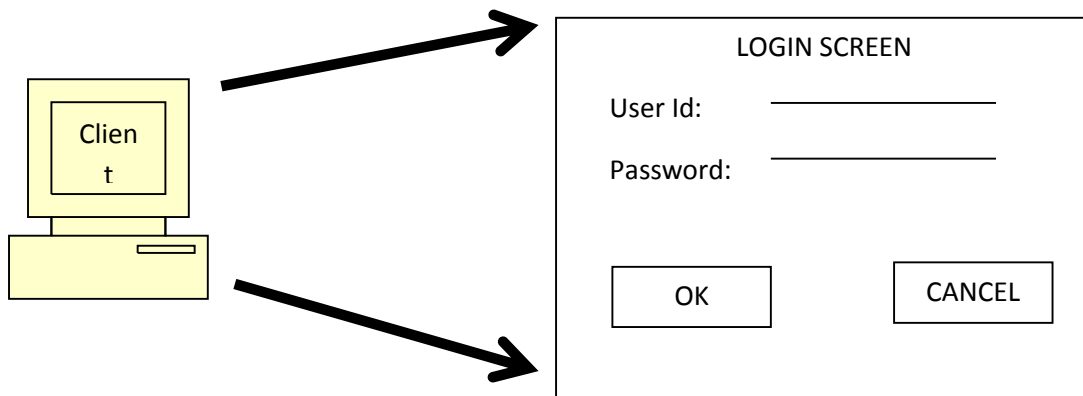 Clien
t
LOGIN SCREEN
User Id:
Password:
OK
CANCEL